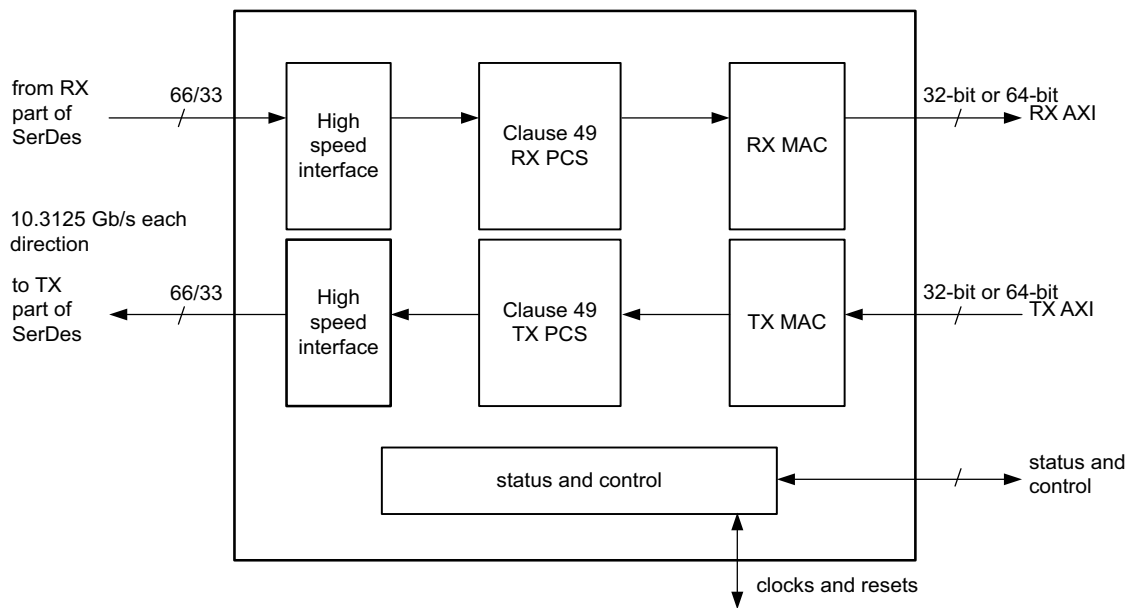 from RX
part of
SerDes
66/33
High
speed
interface
Clause 49
RX PCS
RX MAC
32-bit or 64-bit
RX AXI
10.3125 Gb/s each
direction
to TX
part of
SerDes
66/33
High
speed
interface
Clause 49
TX PCS
TX MAC
32-bit or 64-bit
TX AXI
status and control
status and
control
clocks and resets